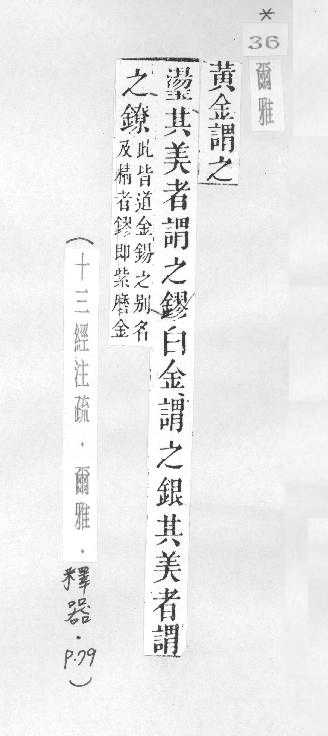 *
36
爾雅
黃金謂之
璗其美者謂之鏐白金謂之銀其美者謂
之鐐此皆道金錫之别名
及精者鏐即紫磨金
(十三經注疏·爾雅·釋器·P.79)